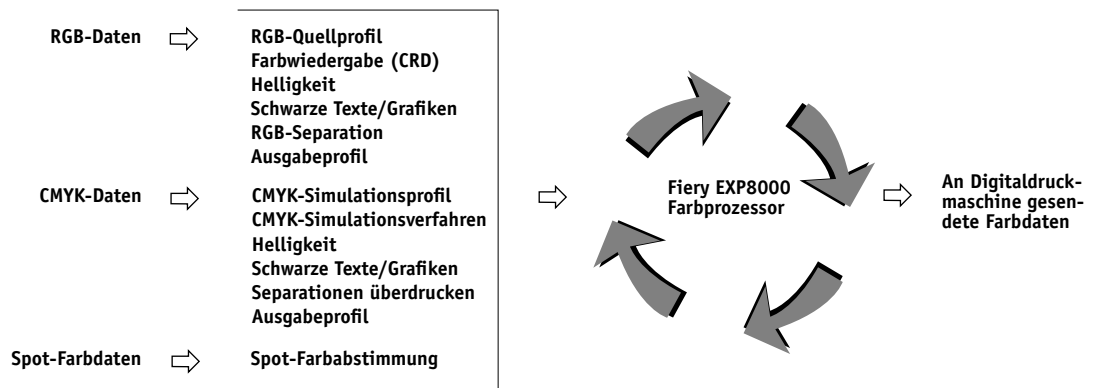 RGB-Daten
RGB-Quellprofil
Farbwiedergabe (CRD)
Helligkeit
Schwarze Texte/Grafiken
RGB-Separation
Ausgabeprofil
CMYK-Daten
CMYK-Simulationsprofil
CMYK-Simulationsverfahren
Helligkeit
Schwarze Texte/Grafiken
Separationen überdrucken
Ausgabeprofil
Spot-Farbdaten
Spot-Farbabstimmung
Fiery EXP8000
Farbprozessor
An Digitaldruck-
maschine gesen-
dete Farbdaten